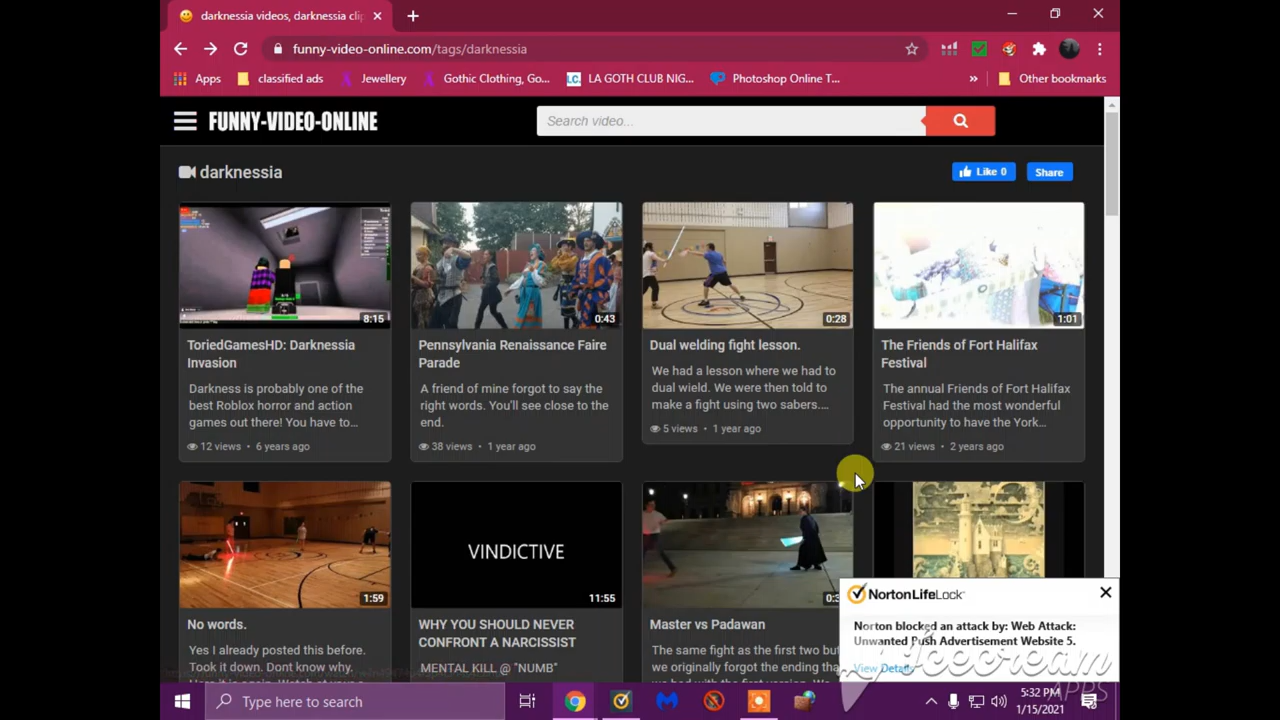 darknessia videos, darknessia cli
funny-video-online.com/tags/darknessia
Apps classified ads Jewellery Gothic Clothing, Go... LA GOTH CLUB NIG... Photoshop Online T... » Other bookmarks
FUNNY-VIDEO-ONLINE
Search video...
darknessia
Like 0 Share
8:15
0:43
0:28
1:01
ToriedGamesHD: Darknessia
Invasion
Darkness is probably one of the
best Roblox horror and action
games out there! You have to...
12 views • 6 years ago
Pennsylvania Renaissance Faire
Parade
A friend of mine forgot to say the
right words. You'll see close to the
end.
38 views • 1 year ago
Dual welding fight lesson.
We had a lesson where we had to
dual wield. We were then told to
make a fight using two sabers....
5 views • 1 year ago
The Friends of Fort Halifax
Festival
The annual Friends of Fort Halifax
Festival had the most wonderful
opportunity to have the York...
21 views • 2 years ago
1:59
VINDICTIVE
11:55
No words.
Yes I already posted this before.
Took it down. Dont know why.
WHY YOU SHOULD NEVER
CONFRONT A NARCISSIST
MENTAL KILL @ "NUMB"
Master vs Padawan
The same fight as the first two but
we originally forgot the ending tha
NortonLifeLock
Norton blocked an attack by: Web Attack:
Unwanted Push Advertisement Website 5.
View Details
Icecream
APPS
Type here to search
5:32 PM
1/15/2021